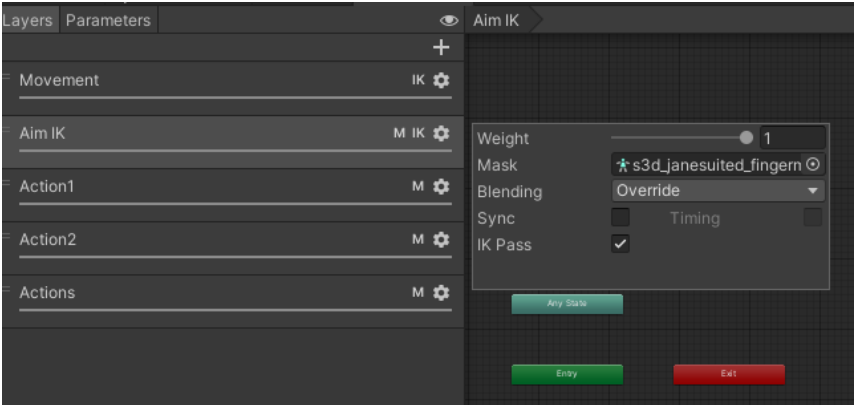 Layers Parameters
Aim IK
Movement IK
Aim IK M IK
Action1 M
Action2 M
Actions M
Weight 1
Mask s3d_janesuited_fingerm
Blending Override
Sync Timing
IK Pass
Any State
Entry Exit